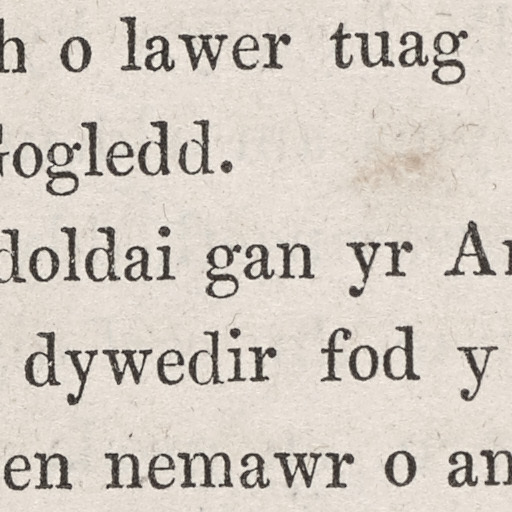 h o lawer tuag
Gogledd.
doldai gan yr A
dywedir fod y
en nemawr o an